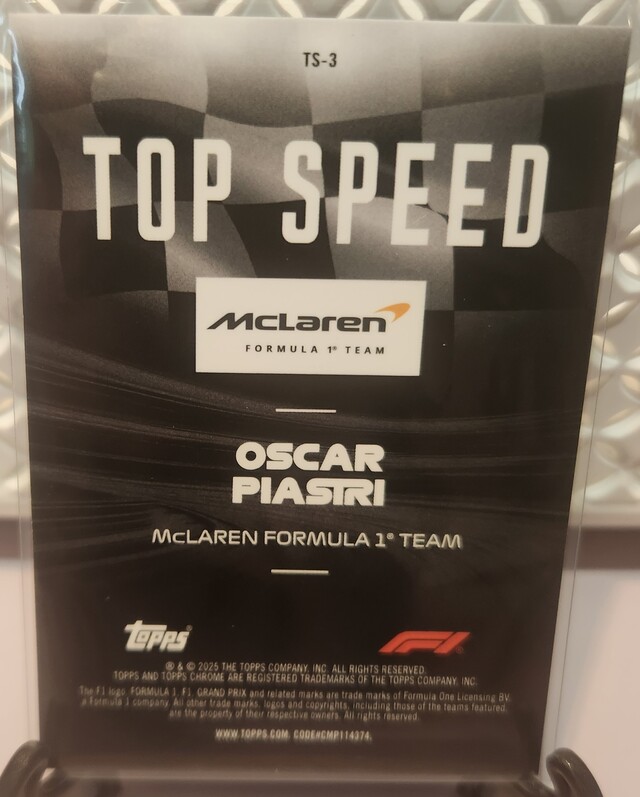 TS-3
TOP SPEED
McLaren
FORMULA 1® TEAM
OSCAR
PIASTRI
McLAREN FORMULA 1® TEAM
TOPPS® F1®
® & © 2025 THE TOPPS COMPANY, INC. ALL RIGHTS RESERVED.
TOPPS AND TOPPS CHROME ARE REGISTERED TRADEMARKS OF THE TOPPS COMPANY, INC.
The F1 logo, FORMULA 1, F1, GRAND PRIX and related marks are trade marks of Formula One Licensing BV,
a Formula 1 company. All other trade marks, logos and copyrights, including those of the teams featured,
are the property of their respective owners. All rights reserved.
WWW.TOPPS.COM. CODE#CMP114374.